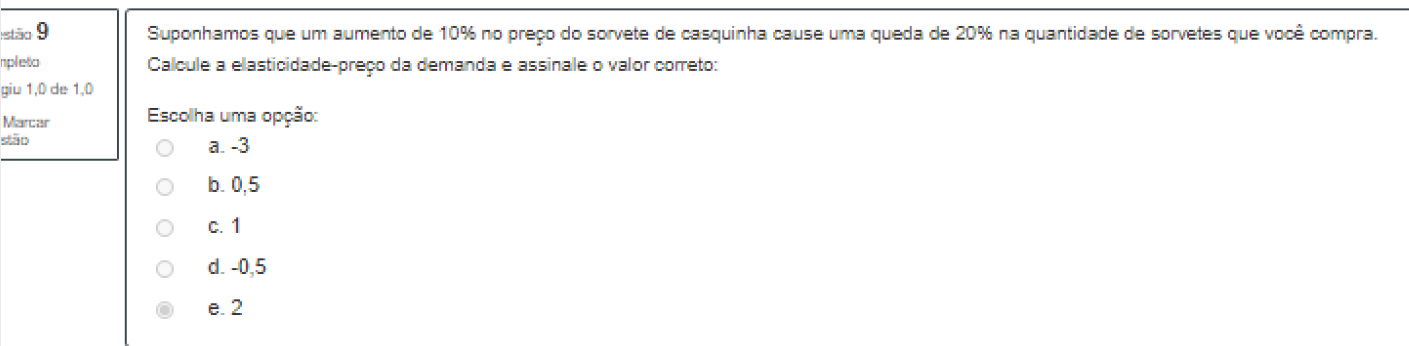 estão 9
mpleto
giu 1,0 de 1,0
Marcar
stão
Suponhamos que um aumento de 10% no preço do sorvete de casquinha cause uma queda de 20% na quantidade de sorvetes que você compra.
Calcule a elasticidade-preço da demanda e assinale o valor correto:
Escolha uma opção:
a. -3
b. 0,5
c. 1
d. -0,5
e. 2